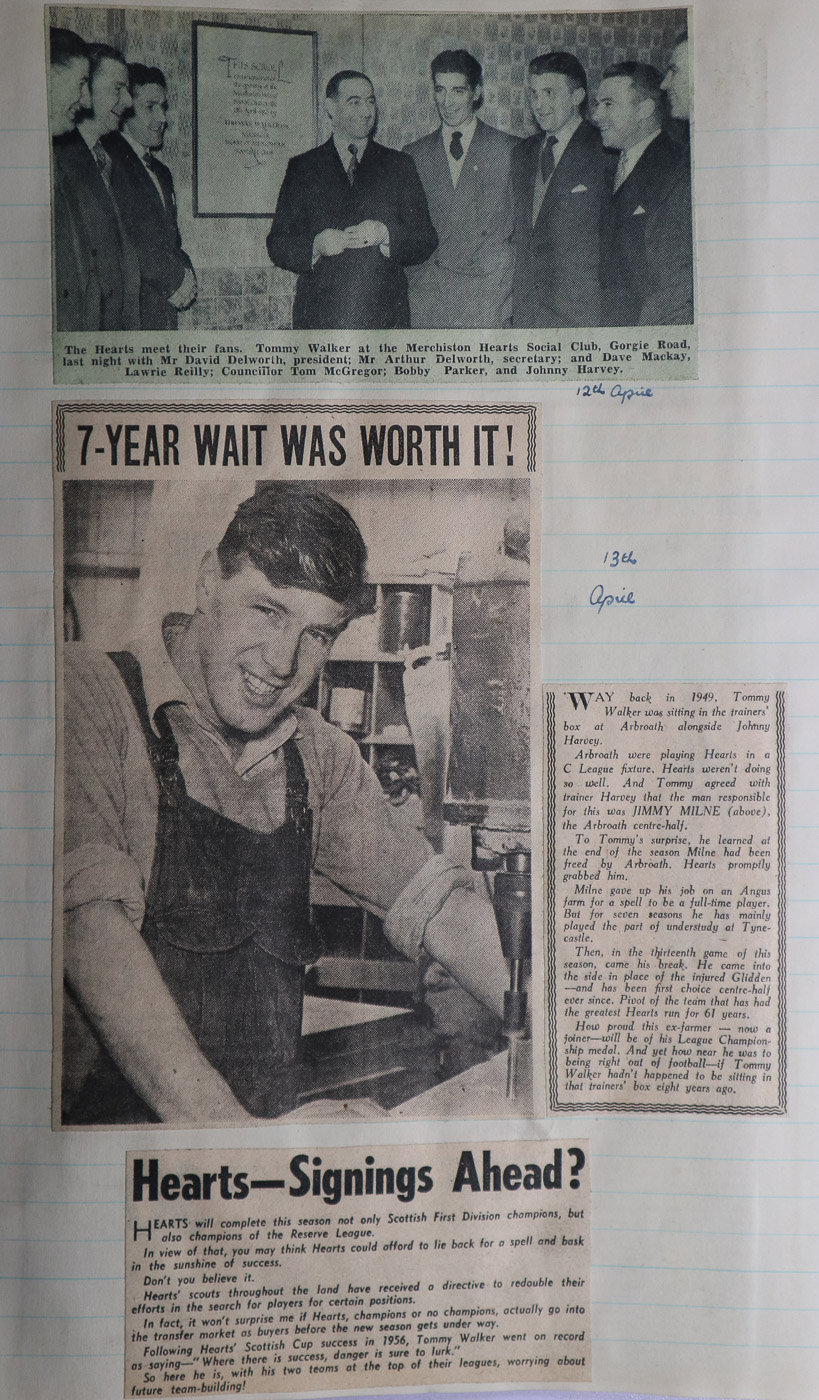 THIS SCROLL
The Hearts meet their fans. Tommy Walker at the Merchiston Hearts Social Club, Gorgie Road,
last night with Mr David Delworth, president; Mr Arthur Delworth, secretary; and Dave Mackay,
Lawrie Reilly; Councillor Tom McGregor; Bobby Parker, and Johnny Harvey.
12th April
7-YEAR WAIT WAS WORTH IT!
13th
April
WAY back in 1949, Tommy
Walker was sitting in the trainers'
box at Arbroath alongside Johnny
Harvey.
Arbroath were playing Hearts in a
C League fixture. Hearts weren't doing
so well. And Tommy agreed with
trainer Harvey that the man responsible
for this was JIMMY MILNE (above),
the Arbroath centre-half.
To Tommy's surprise, he learned at
the end of the season Milne had been
freed by Arbroath. Hearts promptly
grabbed him.
Milne gave up his job on an Angus
farm for a spell to be a full-time player.
But for seven seasons he has mainly
played the part of understudy at Tyne-
castle.
Then, in the thirteenth game of this
season, came his break. He came into
the side in place of the injured Glidden
—and has been first choice centre-half
ever since. Pivot of the team that has had
the greatest Hearts run for 61 years.
How proud this ex-farmer — now a
joiner—will be of his League Champion-
ship medal. And yet how near he was to
being right out of football—if Tommy
Walker hadn't happened to be sitting in
that trainers' box eight years ago.
Hearts—Signings Ahead?
HEARTS will complete this season not only Scottish First Division champions, but
also champions of the Reserve League.
In view of that, you may think Hearts could afford to lie back for a spell and bask
in the sunshine of success.
Don't you believe it.
Hearts' scouts throughout the land have received a directive to redouble their
efforts in the search for players for certain positions.
In fact, it won't surprise me if Hearts, champions or no champions, actually go into
the transfer market as buyers before the new season gets under way.
Following Hearts' Scottish Cup success in 1956, Tommy Walker went on record
as saying—"Where there is success, danger is sure to lurk."
So here he is, with his two teams at the top of their leagues, worrying about
future team-building!